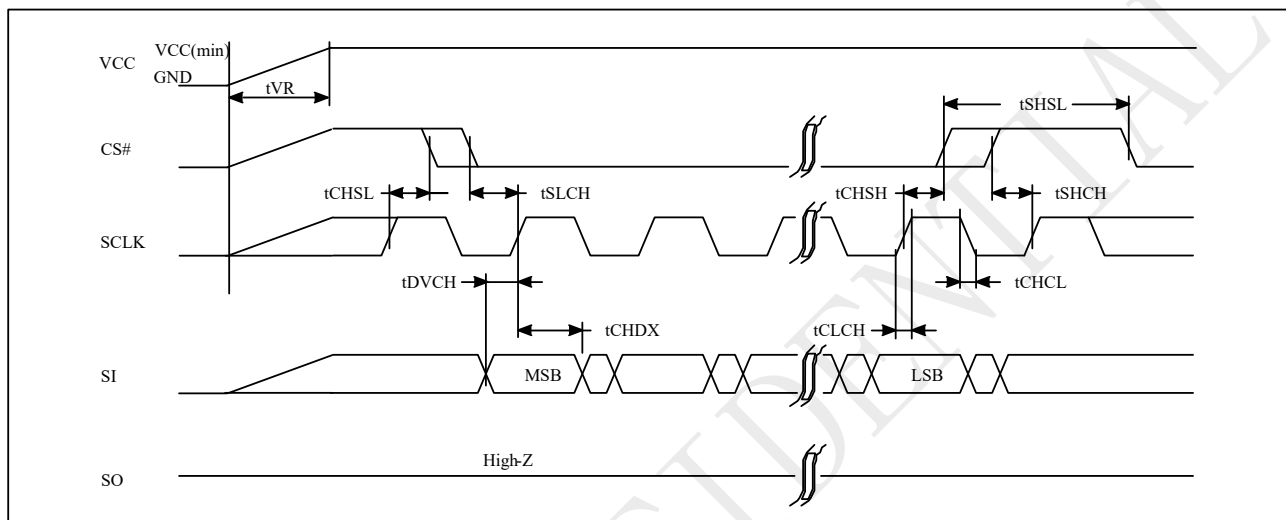 VCC
VCC(min)
GND
tVR
tSHSL
CS#
tCHSL
tSLCH
tCHSH
tSHCH
SCLK
tDVCH
tCHCL
tCHDX
tCLCH
SI
MSB
LSB
High-Z
SO